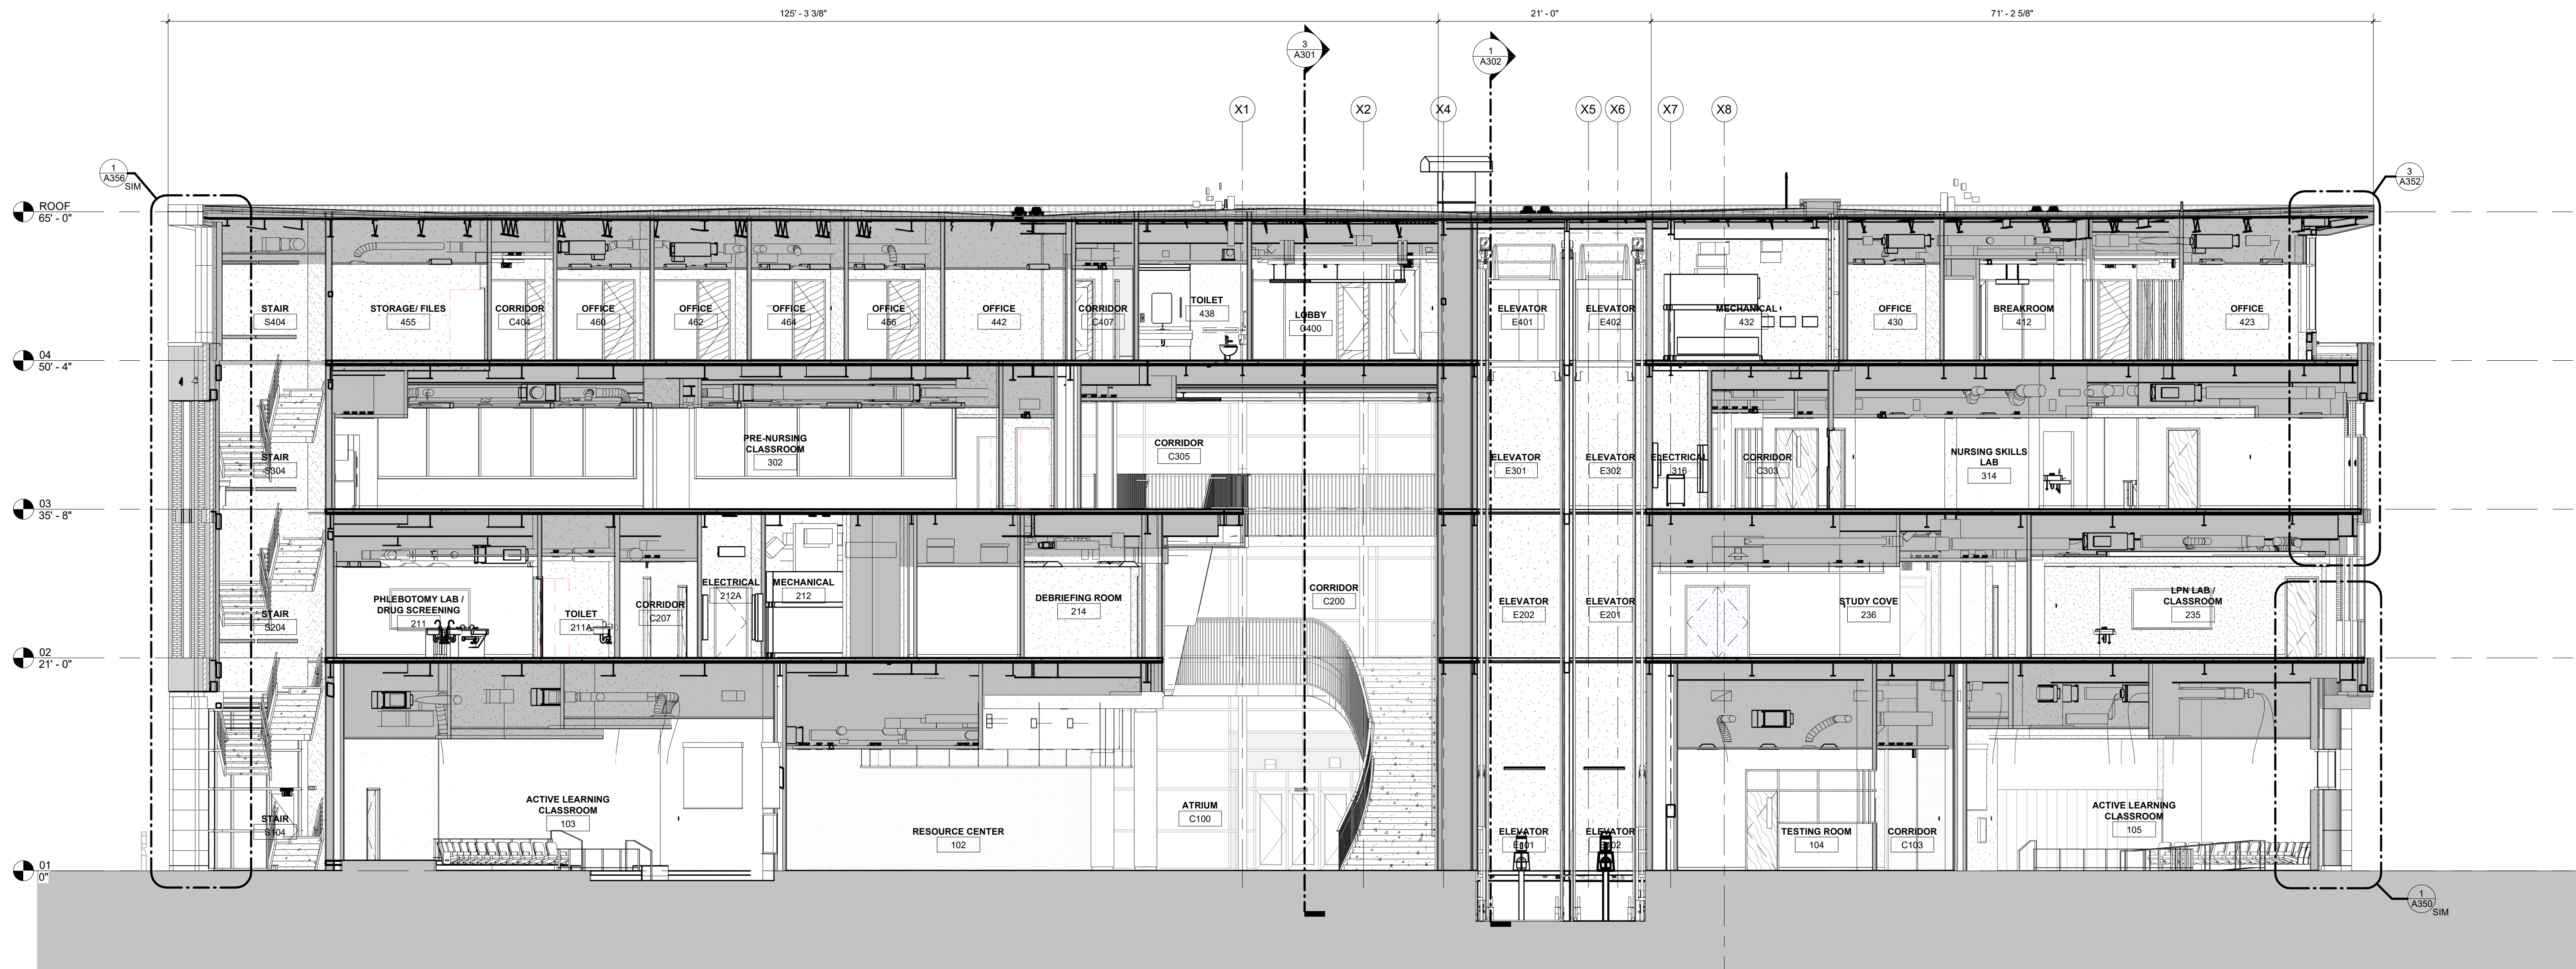 125' - 3 3/8"
21' - 0"
71' - 2 5/8"
3
A301
1
A302
X1
X2
X4
X5
X6
X7
X8
1
A356
SIM
3
A352
ROOF
65' - 0"
STAIR
S404
STORAGE/ FILES
455
CORRIDOR
C404
OFFICE
460
OFFICE
462
OFFICE
464
OFFICE
466
OFFICE
442
CORRIDOR
C407
TOILET
438
LOBBY
C400
ELEVATOR
E401
ELEVATOR
E402
MECHANICAL
432
OFFICE
430
BREAKROOM
412
OFFICE
423
04
50' - 4"
STAIR
S304
PRE-NURSING
CLASSROOM
302
CORRIDOR
C305
ELEVATOR
E301
ELEVATOR
E302
ELECTRICAL
316
CORRIDOR
C303
NURSING SKILLS
LAB
314
03
35' - 8"
STAIR
S204
PHLEBOTOMY LAB /
DRUG SCREENING
211
TOILET
211A
CORRIDOR
C207
ELECTRICAL
212A
MECHANICAL
212
DEBRIEFING ROOM
214
CORRIDOR
C200
ELEVATOR
E202
ELEVATOR
E201
STUDY COVE
236
LPN LAB /
CLASSROOM
235
02
21' - 0"
STAIR
S104
ACTIVE LEARNING
CLASSROOM
103
RESOURCE CENTER
102
ATRIUM
C100
ELEVATOR
E101
ELEVATOR
E102
TESTING ROOM
104
CORRIDOR
C103
ACTIVE LEARNING
CLASSROOM
105
01
0"
1
A350
SIM